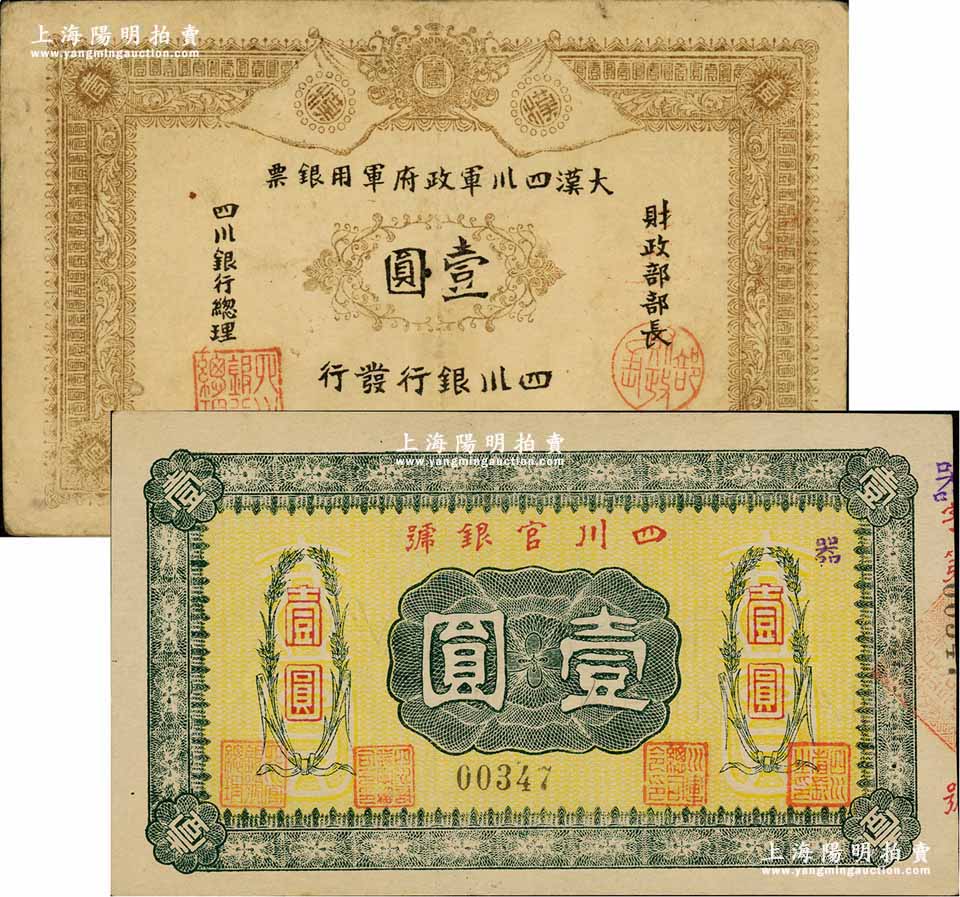 上海陽明拍賣
www.yangmingauction.com
大漢四川軍政府軍用銀票
財政部部長
壹圓
四川銀行總理
四川銀行發行
上海陽明拍賣
www.yangmingauction.com
四川官銀號
壹圓
壹圓
壹圓
00347
器
號
上海陽明拍賣
www.yangmingauction.com